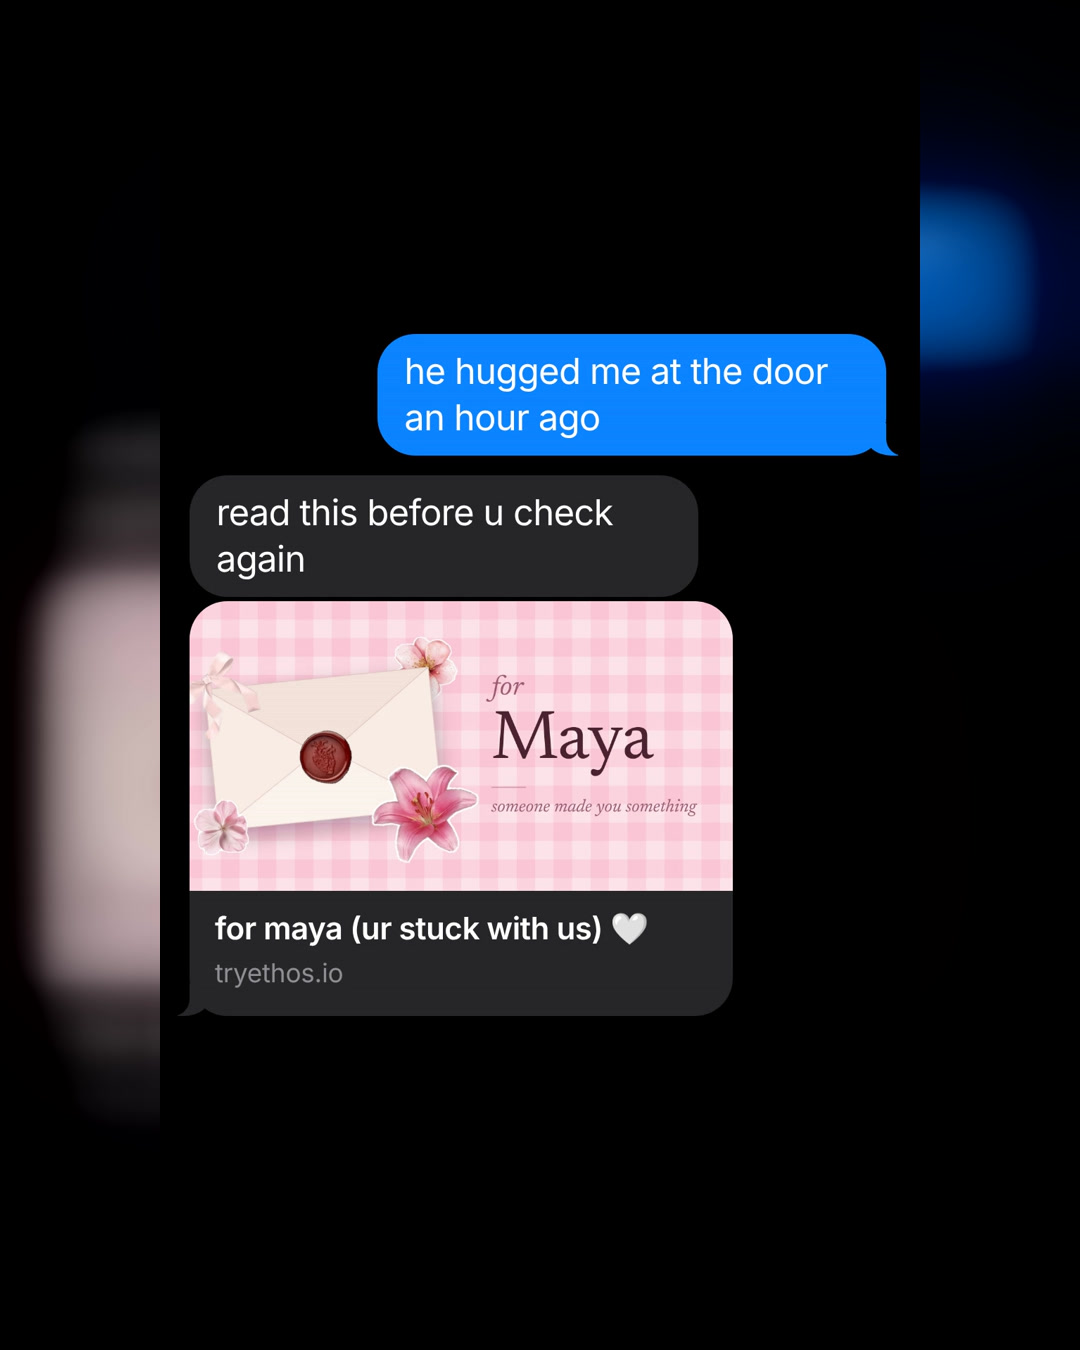 he hugged me at the door
an hour ago
read this before u check
again
for
Maya
someone made you something
for maya (ur stuck with us) 🤍
tryethos.io